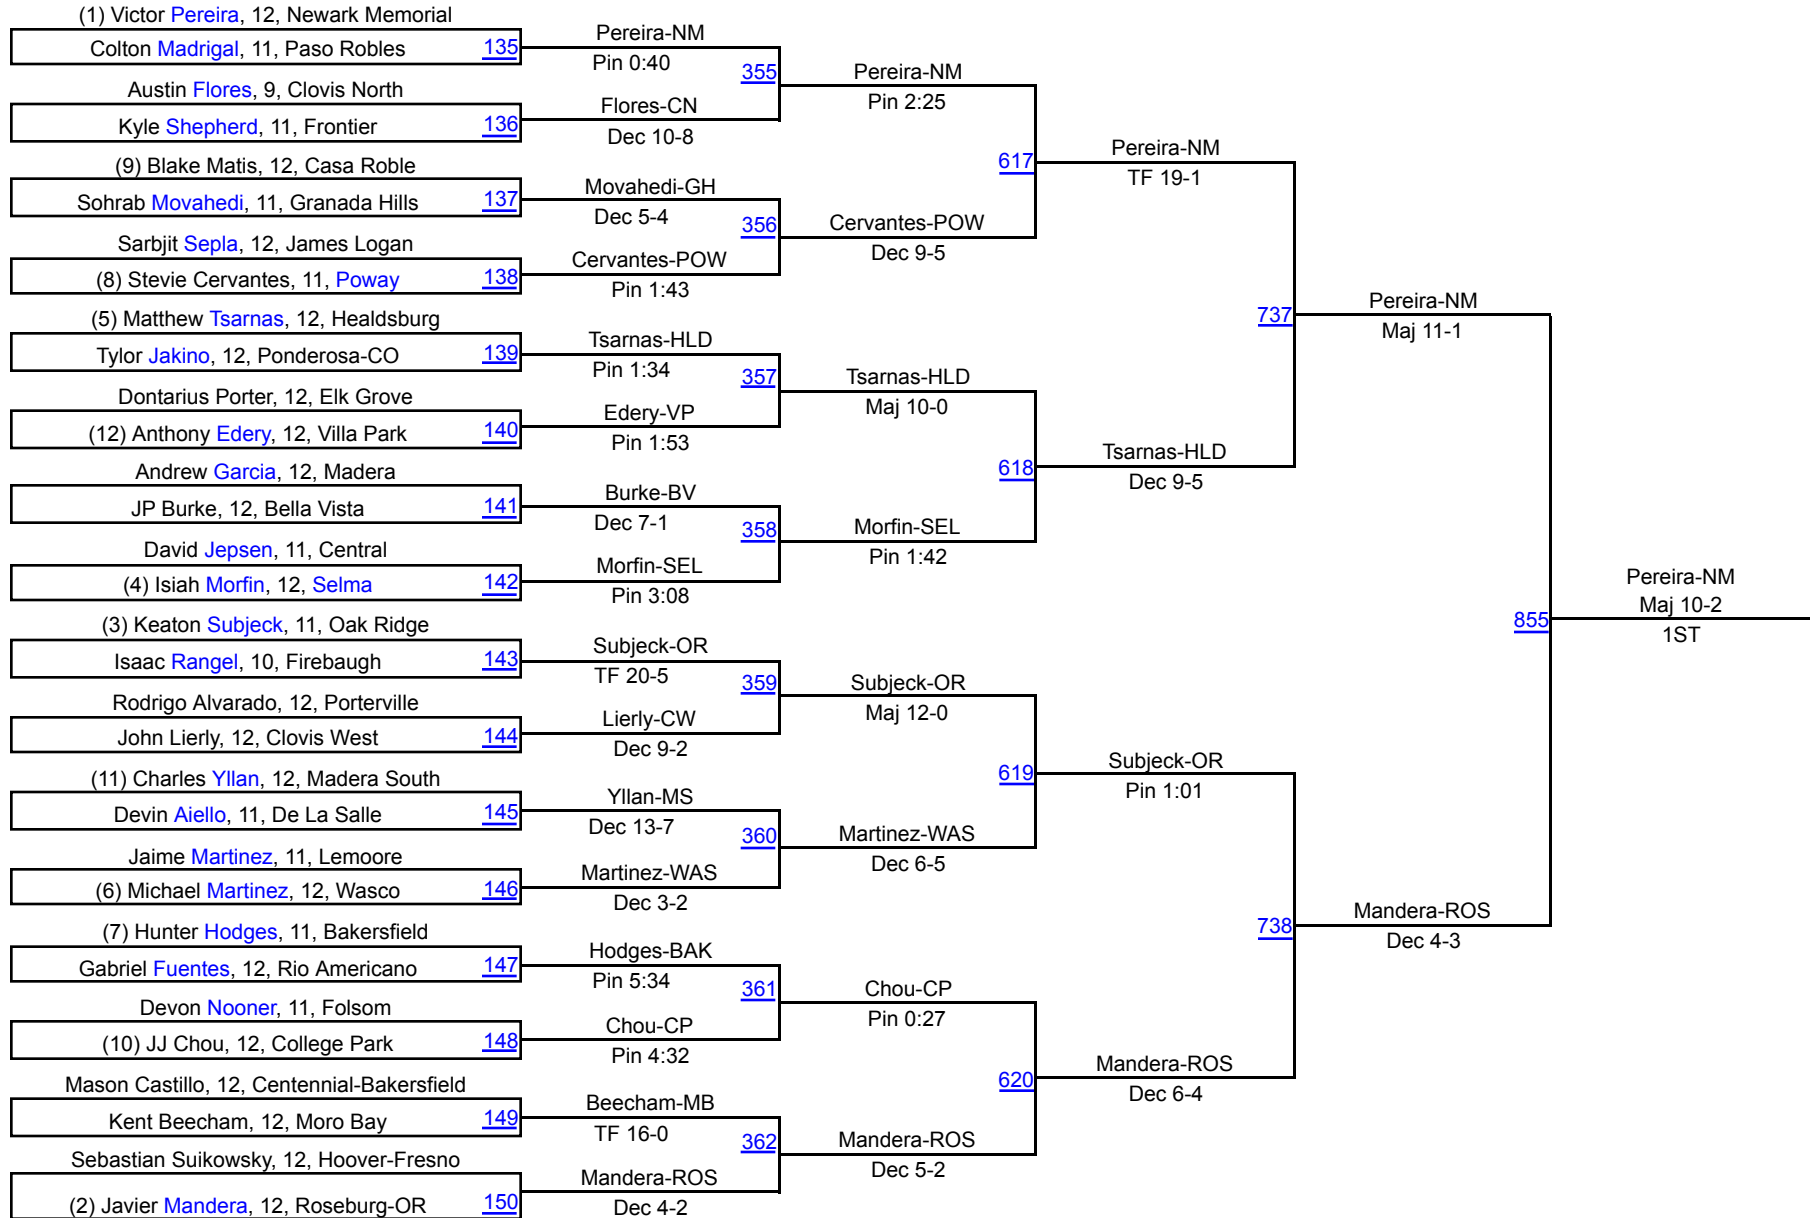 (1) Victor Pereira, 12, Newark Memorial
Colton Madrigal, 11, Paso Robles 135
Austin Flores, 9, Clovis North
Kyle Shepherd, 11, Frontier 136
(9) Blake Matis, 12, Casa Roble
Sohrab Movahedi, 11, Granada Hills 137
Sarbjit Sepla, 12, James Logan
(8) Stevie Cervantes, 11, Poway 138
(5) Matthew Tsarnas, 12, Healdsburg
Tylor Jakino, 12, Ponderosa-CO 139
Dontarius Porter, 12, Elk Grove
(12) Anthony Edery, 12, Villa Park 140
Andrew Garcia, 12, Madera
JP Burke, 12, Bella Vista 141
David Jepsen, 11, Central
(4) Isiah Morfin, 12, Selma 142
(3) Keaton Subjeck, 11, Oak Ridge
Isaac Rangel, 10, Firebaugh 143
Rodrigo Alvarado, 12, Porterville
John Lierly, 12, Clovis West 144
(11) Charles Yllan, 12, Madera South
Devin Aiello, 11, De La Salle 145
Jaime Martinez, 11, Lemoore
(6) Michael Martinez, 12, Wasco 146
(7) Hunter Hodges, 11, Bakersfield
Gabriel Fuentes, 12, Rio Americano 147
Devon Nooner, 11, Folsom
(10) JJ Chou, 12, College Park 148
Mason Castillo, 12, Centennial-Bakersfield
Kent Beecham, 12, Moro Bay 149
Sebastian Suikowsky, 12, Hoover-Fresno
(2) Javier Mandera, 12, Roseburg-OR 150
Pereira-NM
Pin 0:40
355
Flores-CN
Dec 10-8
Movahedi-GH
Dec 5-4
356
Cervantes-POW
Pin 1:43
Tsarnas-HLD
Pin 1:34
357
Edery-VP
Pin 1:53
Burke-BV
Dec 7-1
358
Morfin-SEL
Pin 3:08
Subjeck-OR
TF 20-5
359
Lierly-CW
Dec 9-2
Yllan-MS
Dec 13-7
360
Martinez-WAS
Dec 3-2
Hodges-BAK
Pin 5:34
361
Chou-CP
Pin 4:32
Beecham-MB
TF 16-0
362
Mandera-ROS
Dec 4-2
Pereira-NM
Pin 2:25
617
Cervantes-POW
Dec 9-5
Tsarnas-HLD
Maj 10-0
618
Morfin-SEL
Pin 1:42
Subjeck-OR
Maj 12-0
619
Martinez-WAS
Dec 6-5
Chou-CP
Pin 0:27
620
Mandera-ROS
Dec 5-2
Pereira-NM
TF 19-1
737
Tsarnas-HLD
Dec 9-5
Subjeck-OR
Pin 1:01
738
Mandera-ROS
Dec 6-4
Pereira-NM
Maj 11-1
855
Mandera-ROS
Dec 4-3
Pereira-NM
Maj 10-2
1ST